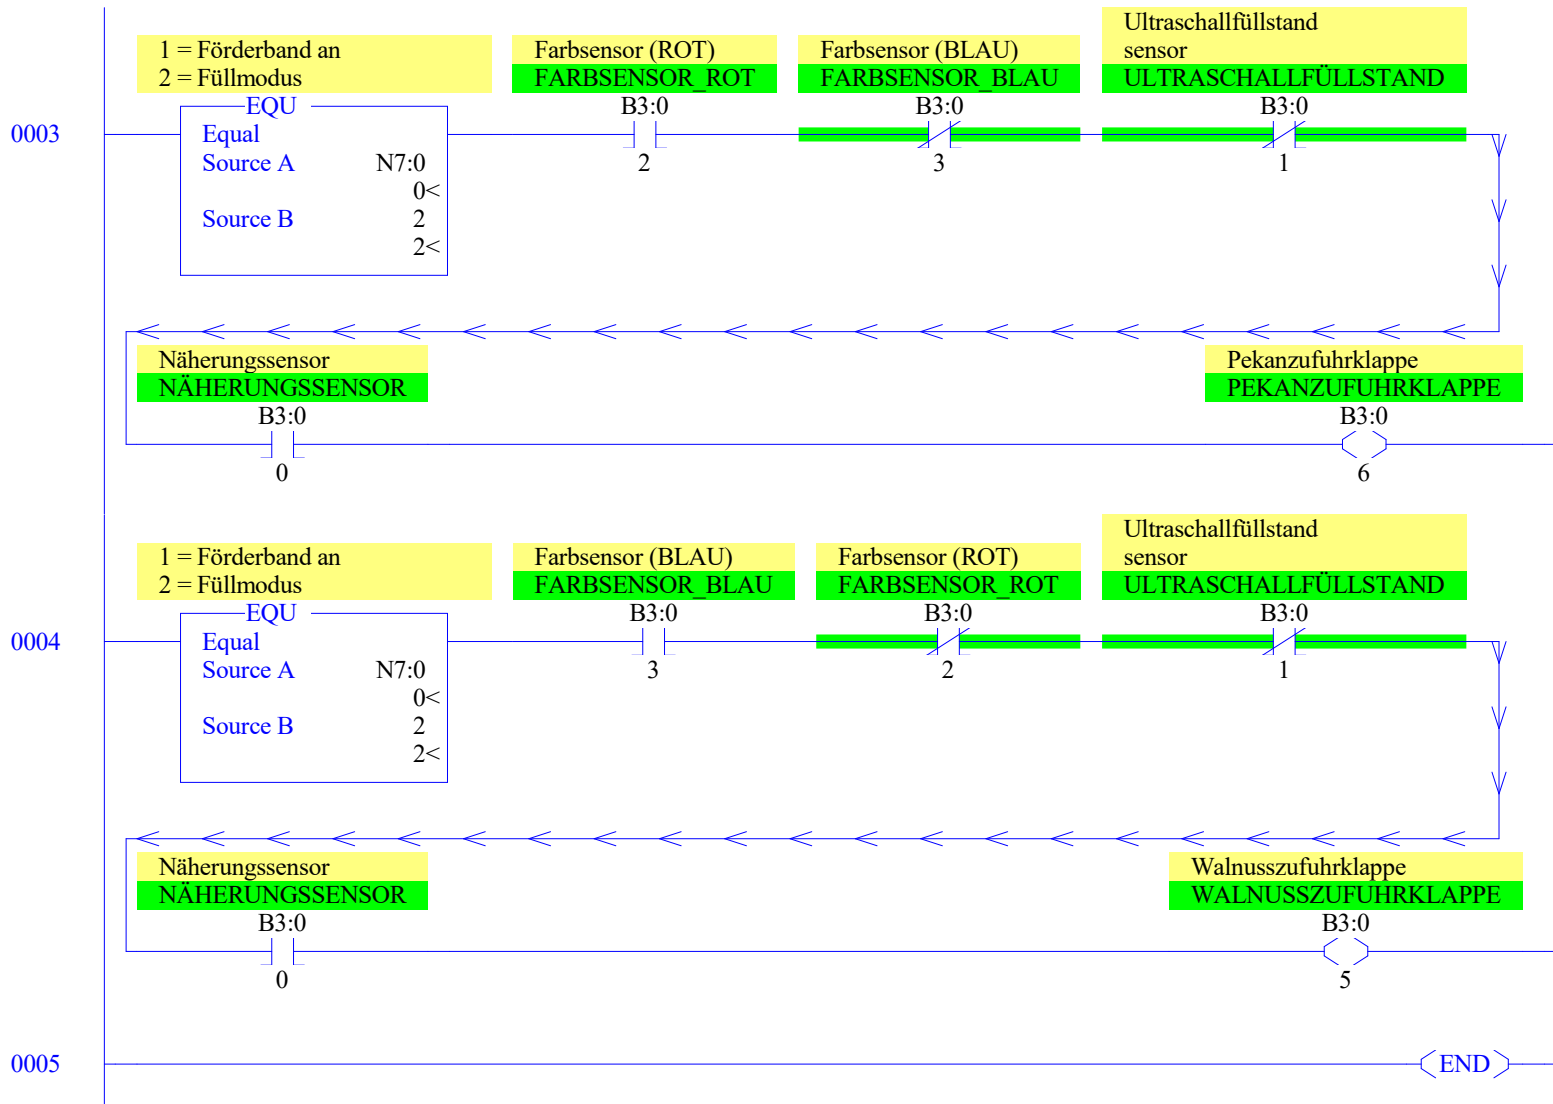 1 = Förderband an
2 = Füllmodus
Farbsensor (ROT)
FARBSENSOR_ROT
Farbsensor (BLAU)
FARBSENSOR_BLAU
Ultraschallfüllstand
sensor
ULTRASCHALLFÜLLSTAND
0003
EQU
Equal
Source A N7:0
0<
Source B 2
2<
B3:0
2
B3:0
3
B3:0
1
Näherungssensor
NÄHERUNGSSENSOR
B3:0
0
Pekanzufuhrklappe
PEKANZUFUHRKLAPPE
B3:0
6
1 = Förderband an
2 = Füllmodus
Farbsensor (BLAU)
FARBSENSOR_BLAU
Farbsensor (ROT)
FARBSENSOR_ROT
Ultraschallfüllstand
sensor
ULTRASCHALLFÜLLSTAND
0004
EQU
Equal
Source A N7:0
0<
Source B 2
2<
B3:0
3
B3:0
2
B3:0
1
Näherungssensor
NÄHERUNGSSENSOR
B3:0
0
Walnusszufuhrklappe
WALNUSSZUFUHRKLAPPE
B3:0
5
0005
END